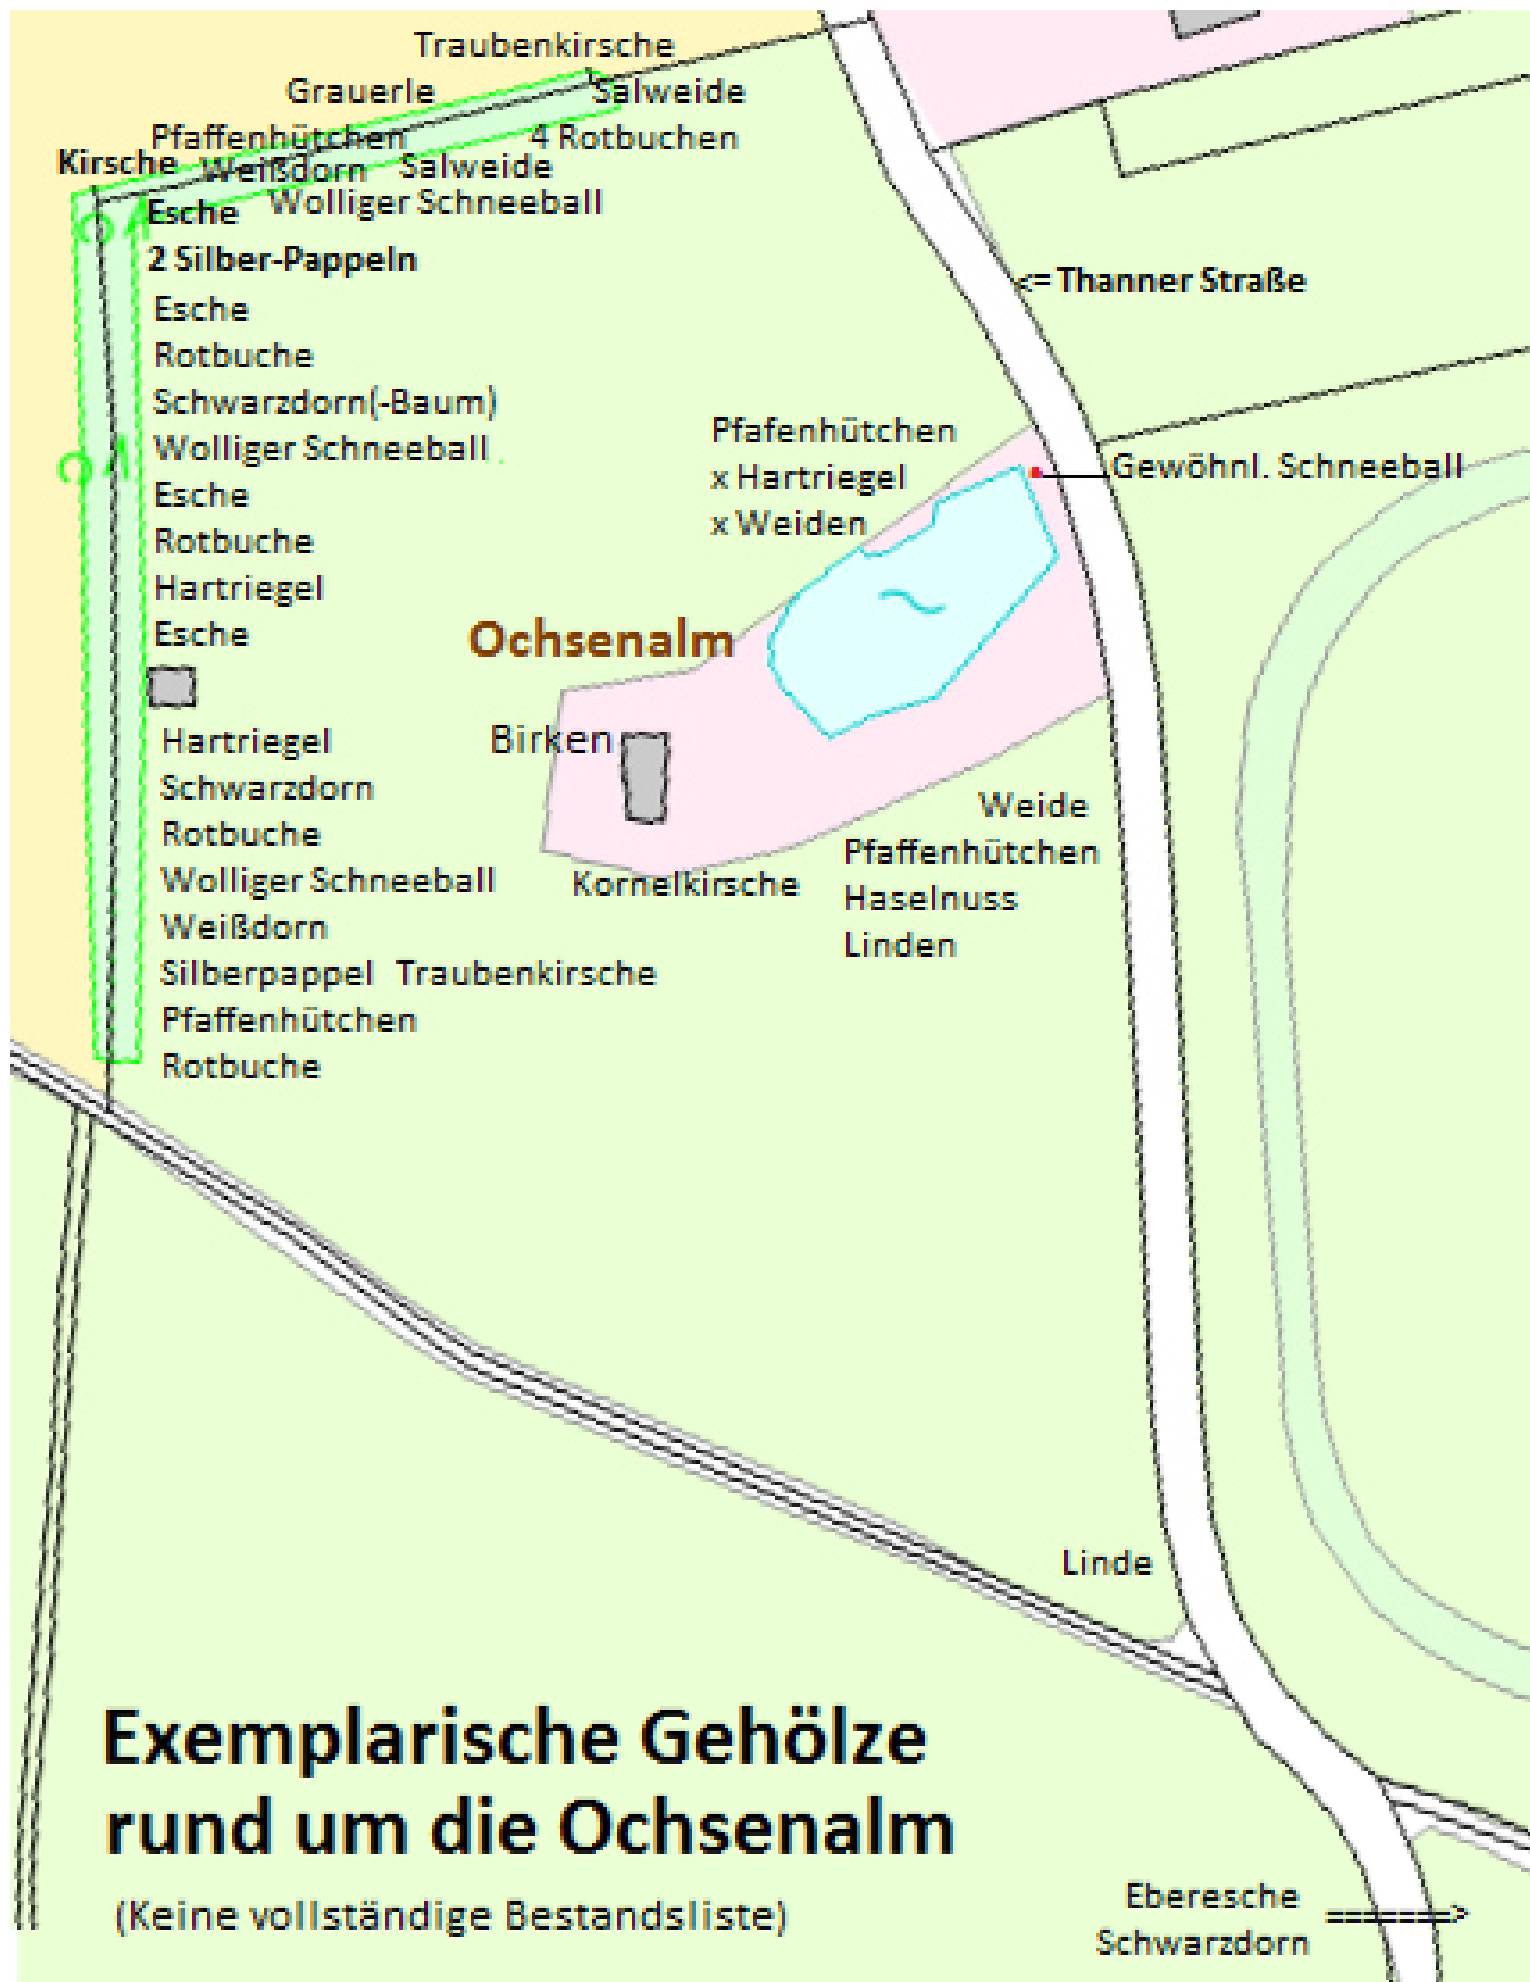 Traubenkirsche
Grauerle
Salweide
Pfaffenhütchen
4 Rotbuchen
Kirsche
Weißdorn
Salweide
Esche
Wolliger Schneeball
2 Silber-Pappeln
<= Thanner Straße
Esche
Rotbuche
Schwarzdorn(-Baum)
Wolliger Schneeball
Esche
Rotbuche
Hartriegel
Esche
Pfafenhütchen
x Hartriegel
x Weiden
Gewöhnl. Schneeball
Ochsenalm
Birken
Hartriegel
Schwarzdorn
Rotbuche
Wolliger Schneeball
Weißdorn
Silberpappel Traubenkirsche
Pfaffenhütchen
Rotbuche
Kornelkirsche
Weide
Pfaffenhütchen
Haselnuss
Linden
Linde
Exemplarische Gehölze
rund um die Ochsenalm
(Keine vollständige Bestandsliste)
Eberesche
Schwarzdorn
=======>